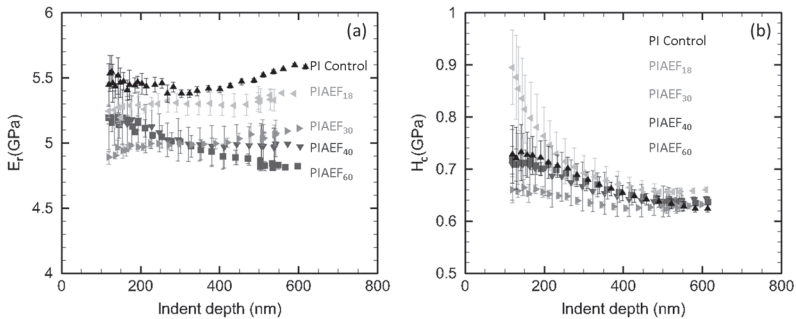 (a)
6
5.5
5
4.5
4
Er(GPa)
PI Control
PIAEF18
PIAEF30
PIAEF40
PIAEF60
0 200 400 600 800
Indent depth (nm)
(b)
1
0.9
0.8
0.7
0.6
0.5
Hc(GPa)
PI Control
PIAEF18
PIAEF30
PIAEF40
PIAEF60
0 200 400 600 800
Indent depth (nm)